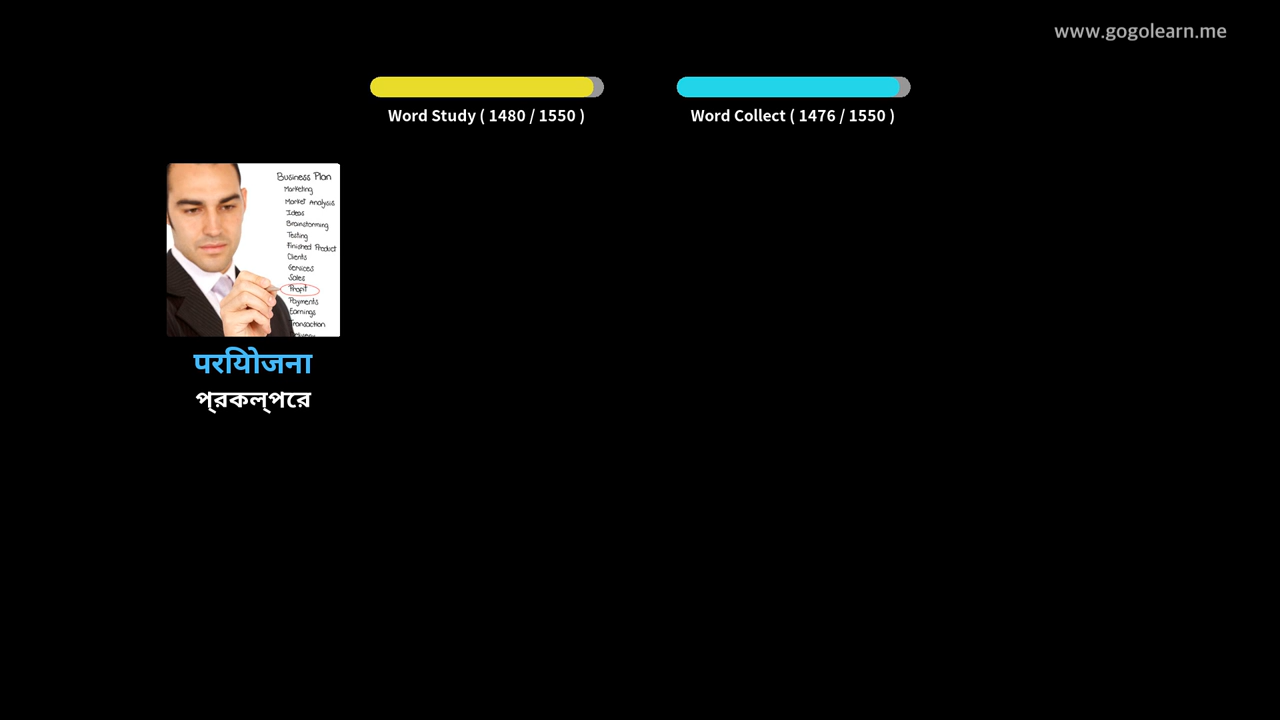 www.gogolearn.me
Word Study ( 1480 / 1550 )
Word Collect ( 1476 / 1550 )
Business Plan
Marketing
Market Analysis
Ideas
Brainstorming
Testing
Finished Product
Clients
Services
Sales
Profit
Payments
Earnings
Transaction
परयिोजना
প্রকল্পরে